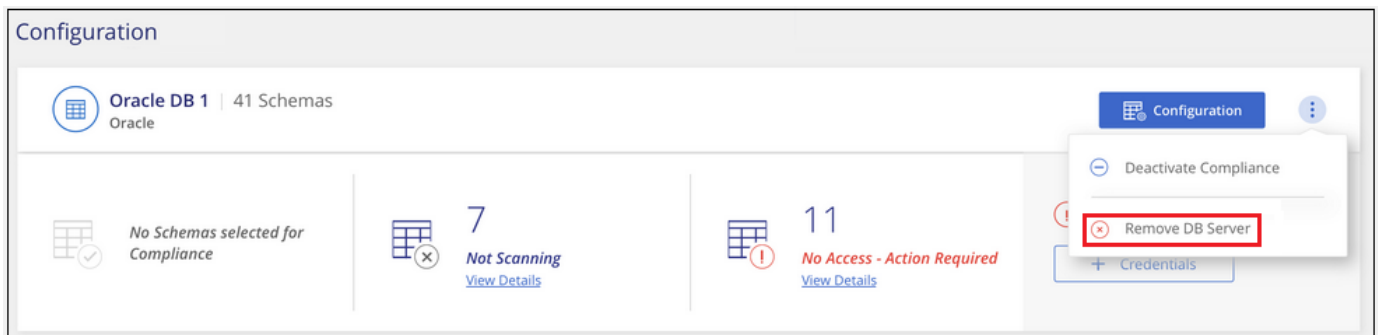 Configuration
Oracle DB 1 | 41 Schemas
Oracle
Configuration
Deactivate Compliance
Remove DB Server
No Schemas selected for
Compliance
7
Not Scanning
View Details
11
No Access - Action Required
View Details
+ Credentials